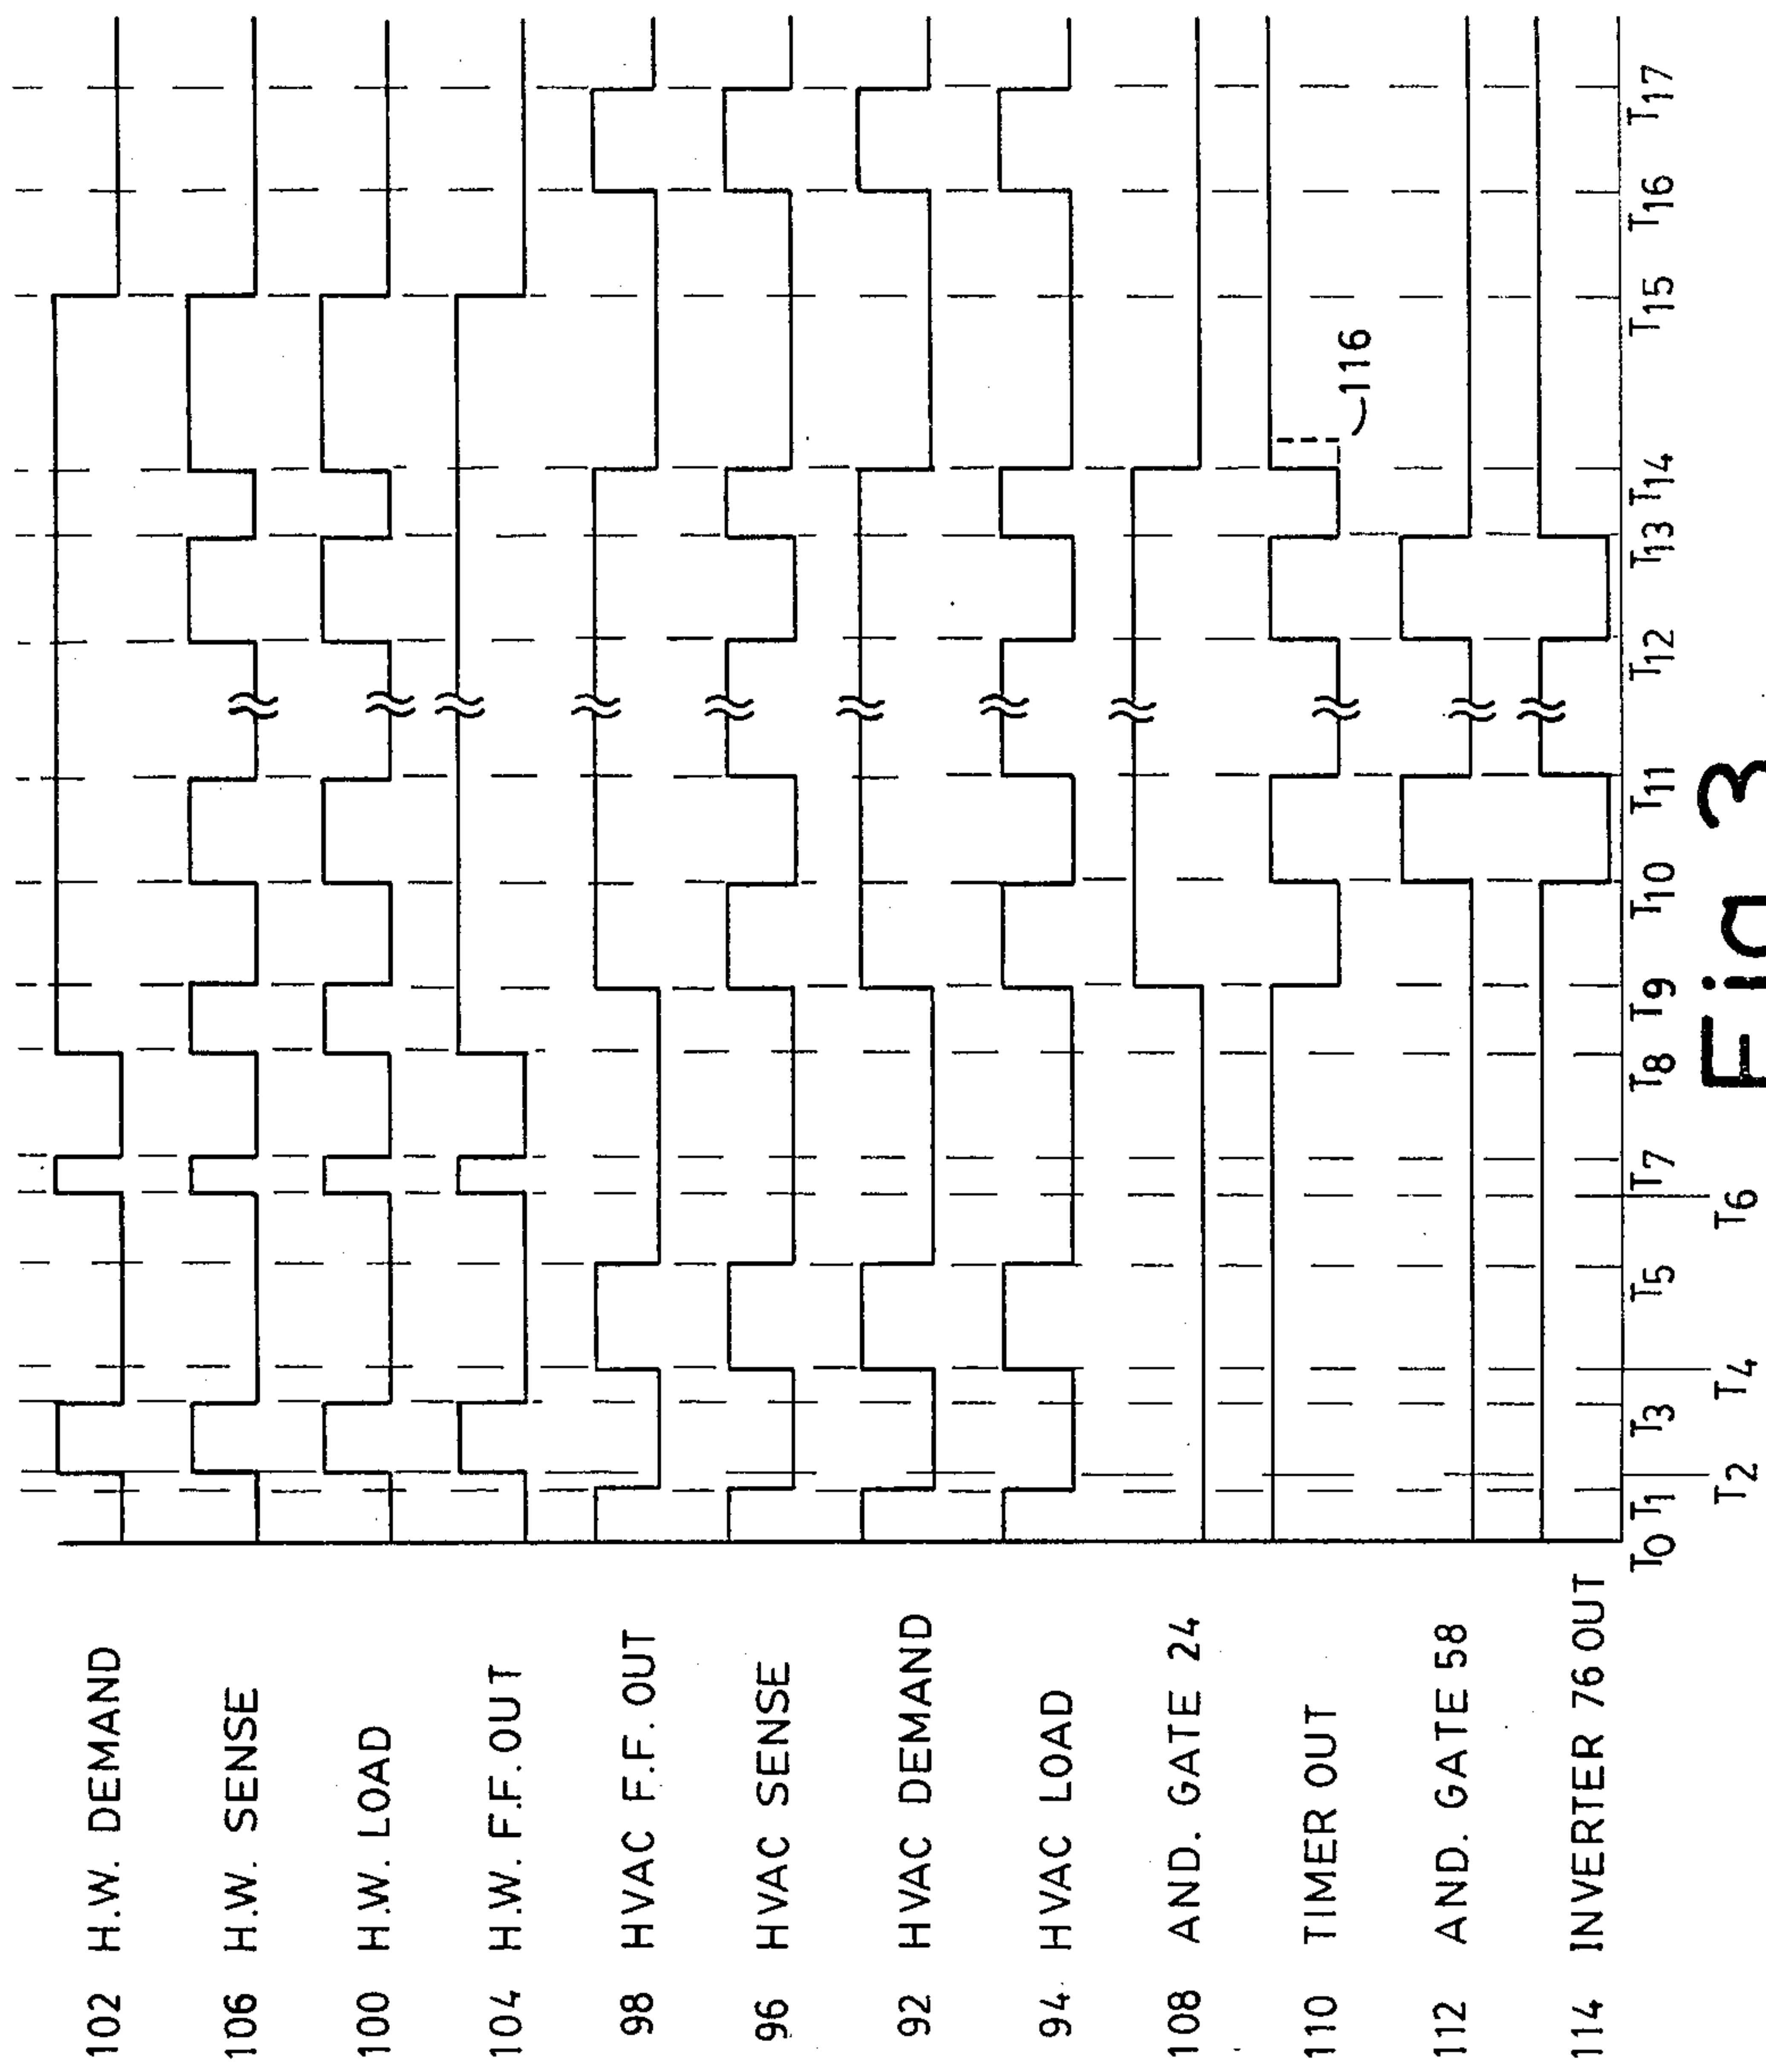 102 H.W. DEMAND
106 H.W. SENSE
100 H.W. LOAD
104 H.W. F.F. OUT
98 HVAC F.F. OUT
96 HVAC SENSE
92 HVAC DEMAND
94 HVAC LOAD
108 AND. GATE 24
110 TIMER OUT
112 AND. GATE 58
114 INVERTER 76 OUT
116
T0 T1 T2 T3 T4 T5 T6 T7 T8 T9 T10 T11 T12 T13 T14 T15 T16 T17
Fig 3